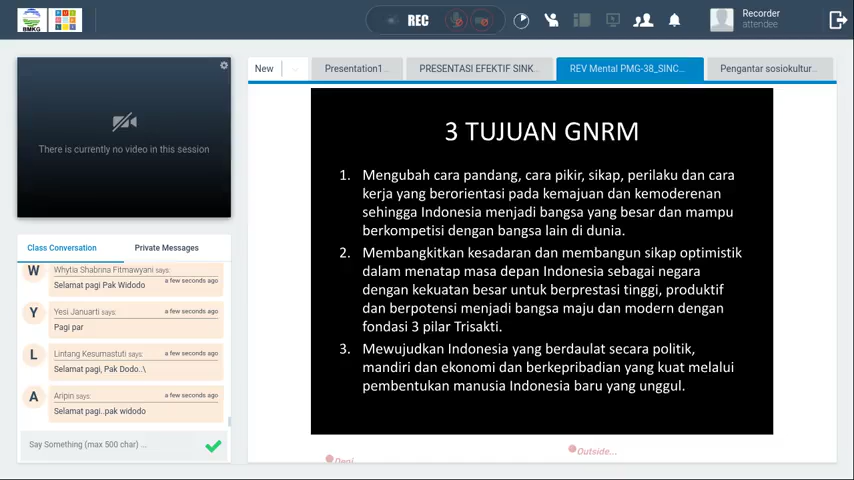 BMKG
REC
Recorder
attendee
There is currently no video in this session
Class Conversation
Private Messages
W
Whytia Shabrina Fitmawyani says:
Selamat pagi Pak Widodo
a few seconds ago
Y
Yesi Januarti says:
a few seconds ago
Pagi par
L
Lintang Kesumastuti says:
a few seconds ago
Selamat pagi, Pak Dodo..\
A
Aripin says:
a few seconds ago
Selamat pagi..pak widodo
Say Something (max 500 char) ...
New
Presentation1
PRESENTASI EFEKTIF SINK...
REV Mental PMG-38_SINC...
Pengantar sosiokultur...
3 TUJUAN GNRM
1. Mengubah cara pandang, cara pikir, sikap, perilaku dan cara
kerja yang berorientasi pada kemajuan dan kemoderenan
sehingga Indonesia menjadi bangsa yang besar dan mampu
berkompetisi dengan bangsa lain di dunia.
2. Membangkitkan kesadaran dan membangun sikap optimistik
dalam menatap masa depan Indonesia sebagai negara
dengan kekuatan besar untuk berprestasi tinggi, produktif
dan berpotensi menjadi bangsa maju dan modern dengan
fondasi 3 pilar Trisakti.
3. Mewujudkan Indonesia yang berdaulat secara politik,
mandiri dan ekonomi dan berkepribadian yang kuat melalui
pembentukan manusia Indonesia baru yang unggul.
Outside...